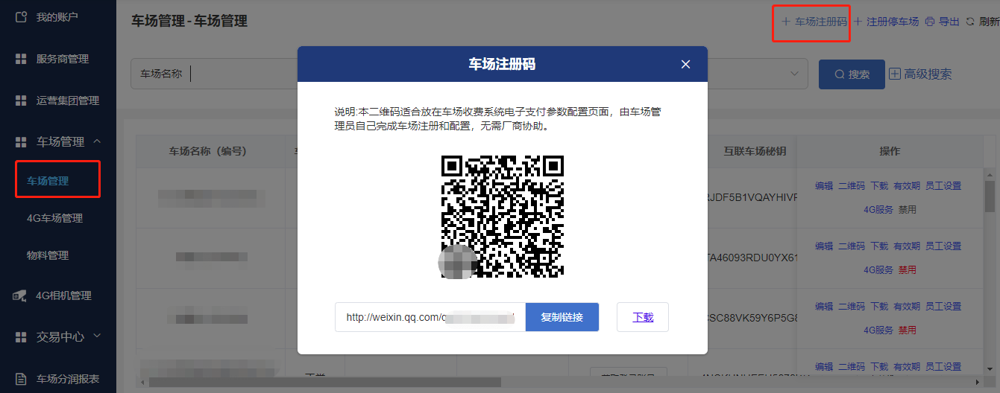 我的账户
服务商管理
运营集团管理
车场管理
车场管理
4G车场管理
物料管理
4G相机管理
交易中心
车场分润报表
车场管理 - 车场管理
车场注册码
注册停车场
导出
刷新
车场名称
搜索
高级搜索
车场注册码
说明:本二维码适合放在车场收费系统电子支付参数配置页面，由车场管
理员自己完成车场注册和配置，无需厂商协助。
http://weixin.qq.com/
复制链接
下载
车场名称（编号）
互联车场秘钥
操作
编辑 二维码 下载 有效期 员工设置
4G服务 禁用
TA46093RDU0YX61
编辑 二维码 下载 有效期 员工设置
4G服务 禁用
SC88VK59Y6P5G8
编辑 二维码 下载 有效期 员工设置
4G服务 禁用
编辑 二维码 下载 有效期 员工设置